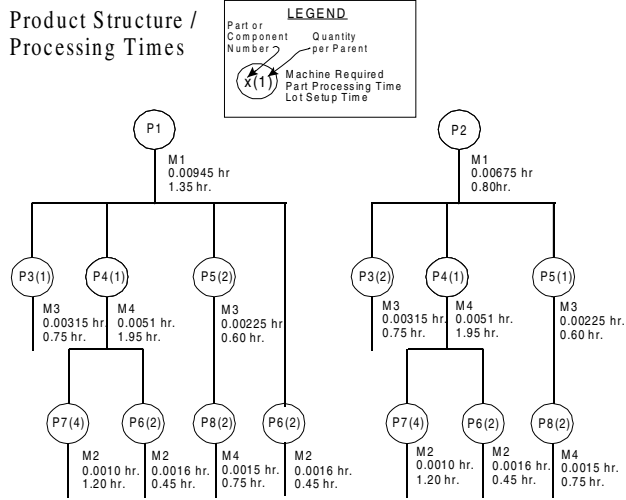 Product Structure /
Processing Times
LEGEND
Part or
Component
Number
Quantity
per Parent
x(1)
Machine Required
Part Processing Time
Lot Setup Time
P1
M1
0.00945 hr
1.35 hr.
P3(1)
M3
0.00315 hr.
0.75 hr.
P4(1)
M4
0.0051 hr.
1.95 hr.
P5(2)
M3
0.00225 hr
0.60 hr.
P7(4)
M2
0.0010 hr.
1.20 hr.
P6(2)
M2
0.0016 hr.
0.45 hr.
P8(2)
M4
0.0015 hr.
0.75 hr.
P6(2)
M2
0.0016 hr.
0.45 hr.
P2
M1
0.00675 hr
0.80hr.
P3(2)
M3
0.00315 hr.
0.75 hr.
P4(1)
M4
0.0051 hr.
1.95 hr.
P5(1)
M3
0.00225 hr.
0.60 hr.
P7(4)
M2
0.0010 hr.
1.20 hr.
P6(2)
M2
0.0016 hr.
0.45 hr.
P8(2)
M4
0.0015 hr.
0.75 hr.